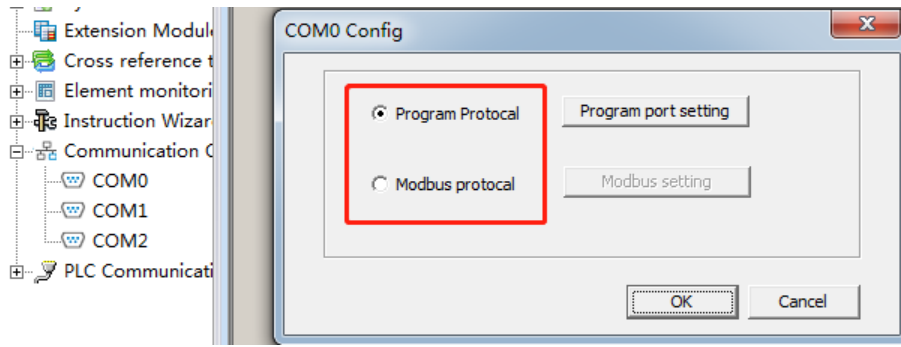 Extension Modul
Cross reference t
Element monitori
Instruction Wizar
Communication C
COM0
COM1
COM2
PLC Communicati
COM0 Config
Program Protocal
Program port setting
Modbus protocal
Modbus setting
OK
Cancel